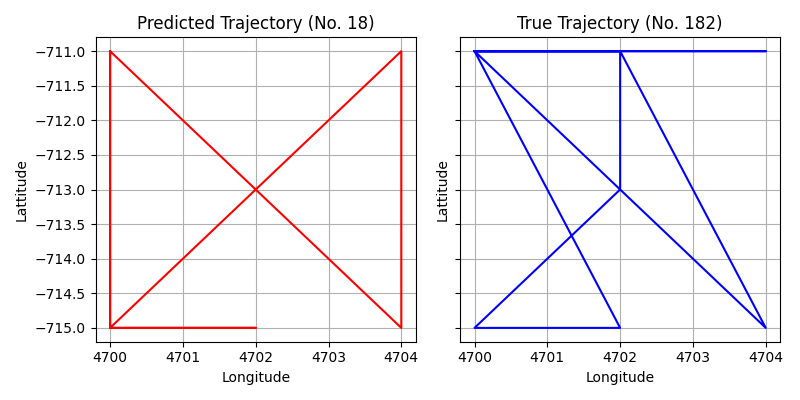 Predicted Trajectory (No. 18)
−711.0
−711.5
−712.0
−712.5
−713.0
−713.5
−714.0
−714.5
−715.0
Lattitude
4700 4701 4702 4703 4704
Longitude
True Trajectory (No. 182)
Lattitude
4700 4701 4702 4703 4704
Longitude